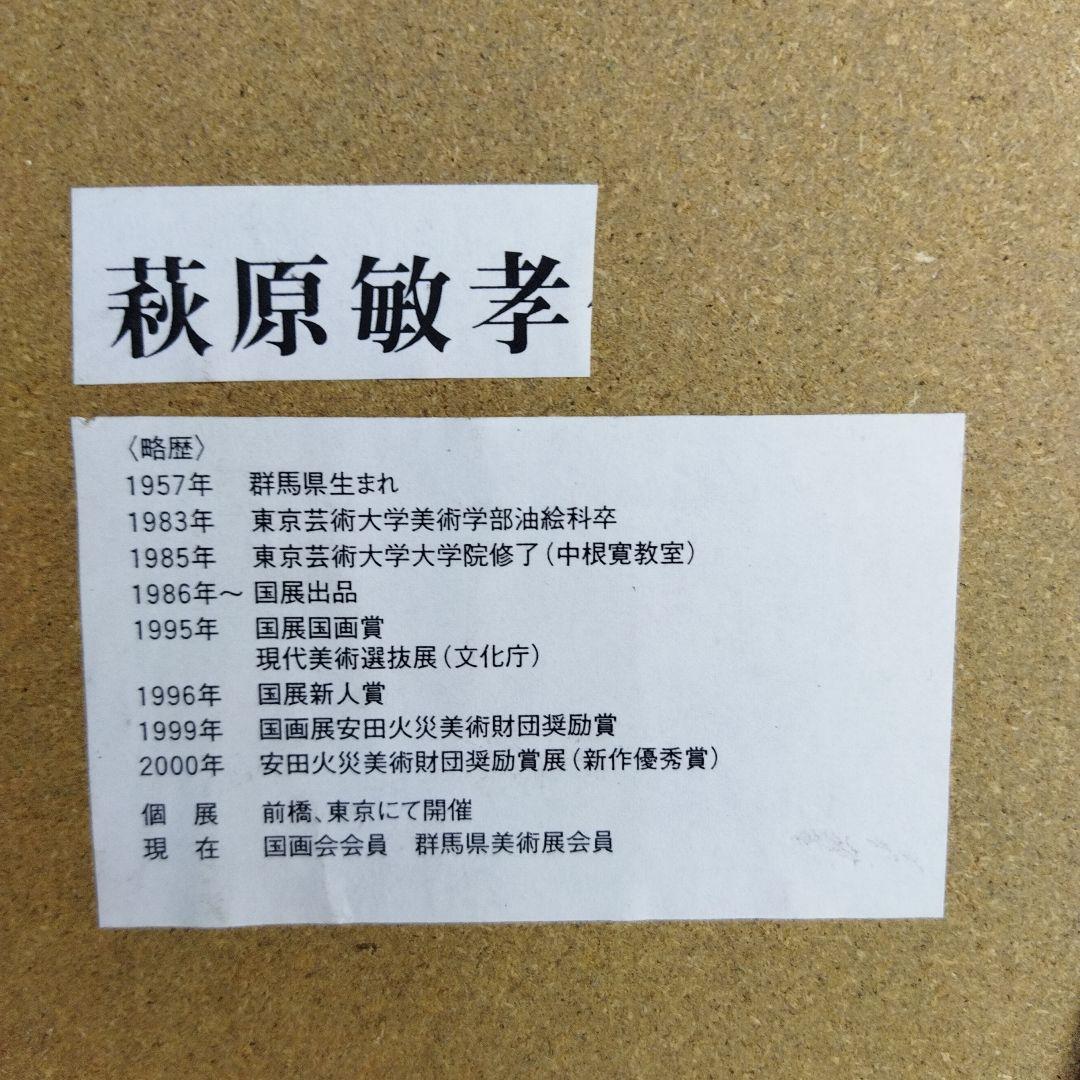 萩原敏孝
〈略歴〉
1957年 群馬県生まれ
1983年 東京芸術大学美術学部油絵科卒
1985年 東京芸術大学大学院修了(中根寛教室)
1986年～ 国展出品
1995年 国展国画賞
現代美術選抜展(文化庁)
1996年 国展新人賞
1999年 国画展安田火災美術財団奨励賞
2000年 安田火災美術財団奨励賞展(新作優秀賞)
個 展 前橋、東京にて開催
現 在 国画会会員 群馬県美術展会員